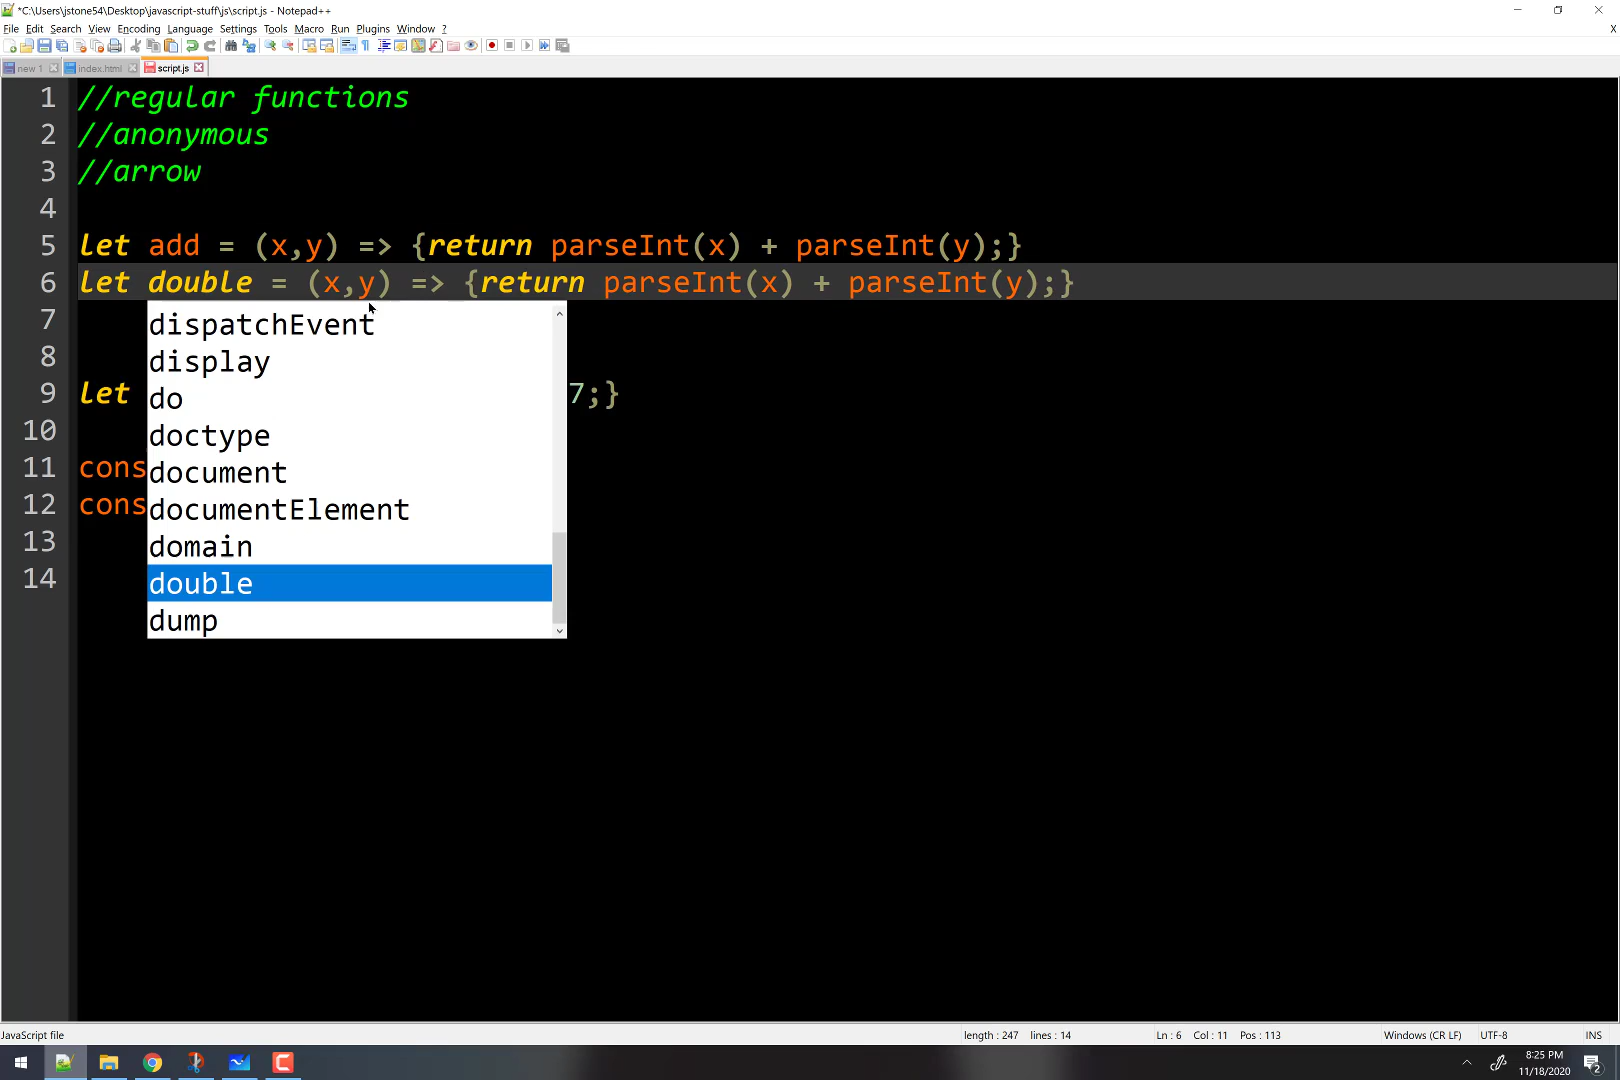 *C:\Users\jstone54\Desktop\javascript-stuff\js\script.js - Notepad++
File Edit Search View Encoding Language Settings Tools Macro Run Plugins Window ? X
new 1 index.html script.js
1 //regular functions
2 //anonymous
3 //arrow
4
5 let add = (x,y) => {return parseInt(x) + parseInt(y);}
6 let double = (x,y) => {return parseInt(x) + parseInt(y);}
dispatchEvent
7
display
8
do
9 let 7;}
doctype
10
document
11 cons
documentElement
12 cons
domain
13
double
14
dump
JavaScript file length : 247 lines : 14 Ln : 6 Col : 11 Pos : 113 Windows (CR LF) UTF-8 INS
8:25 PM
11/18/2020
2